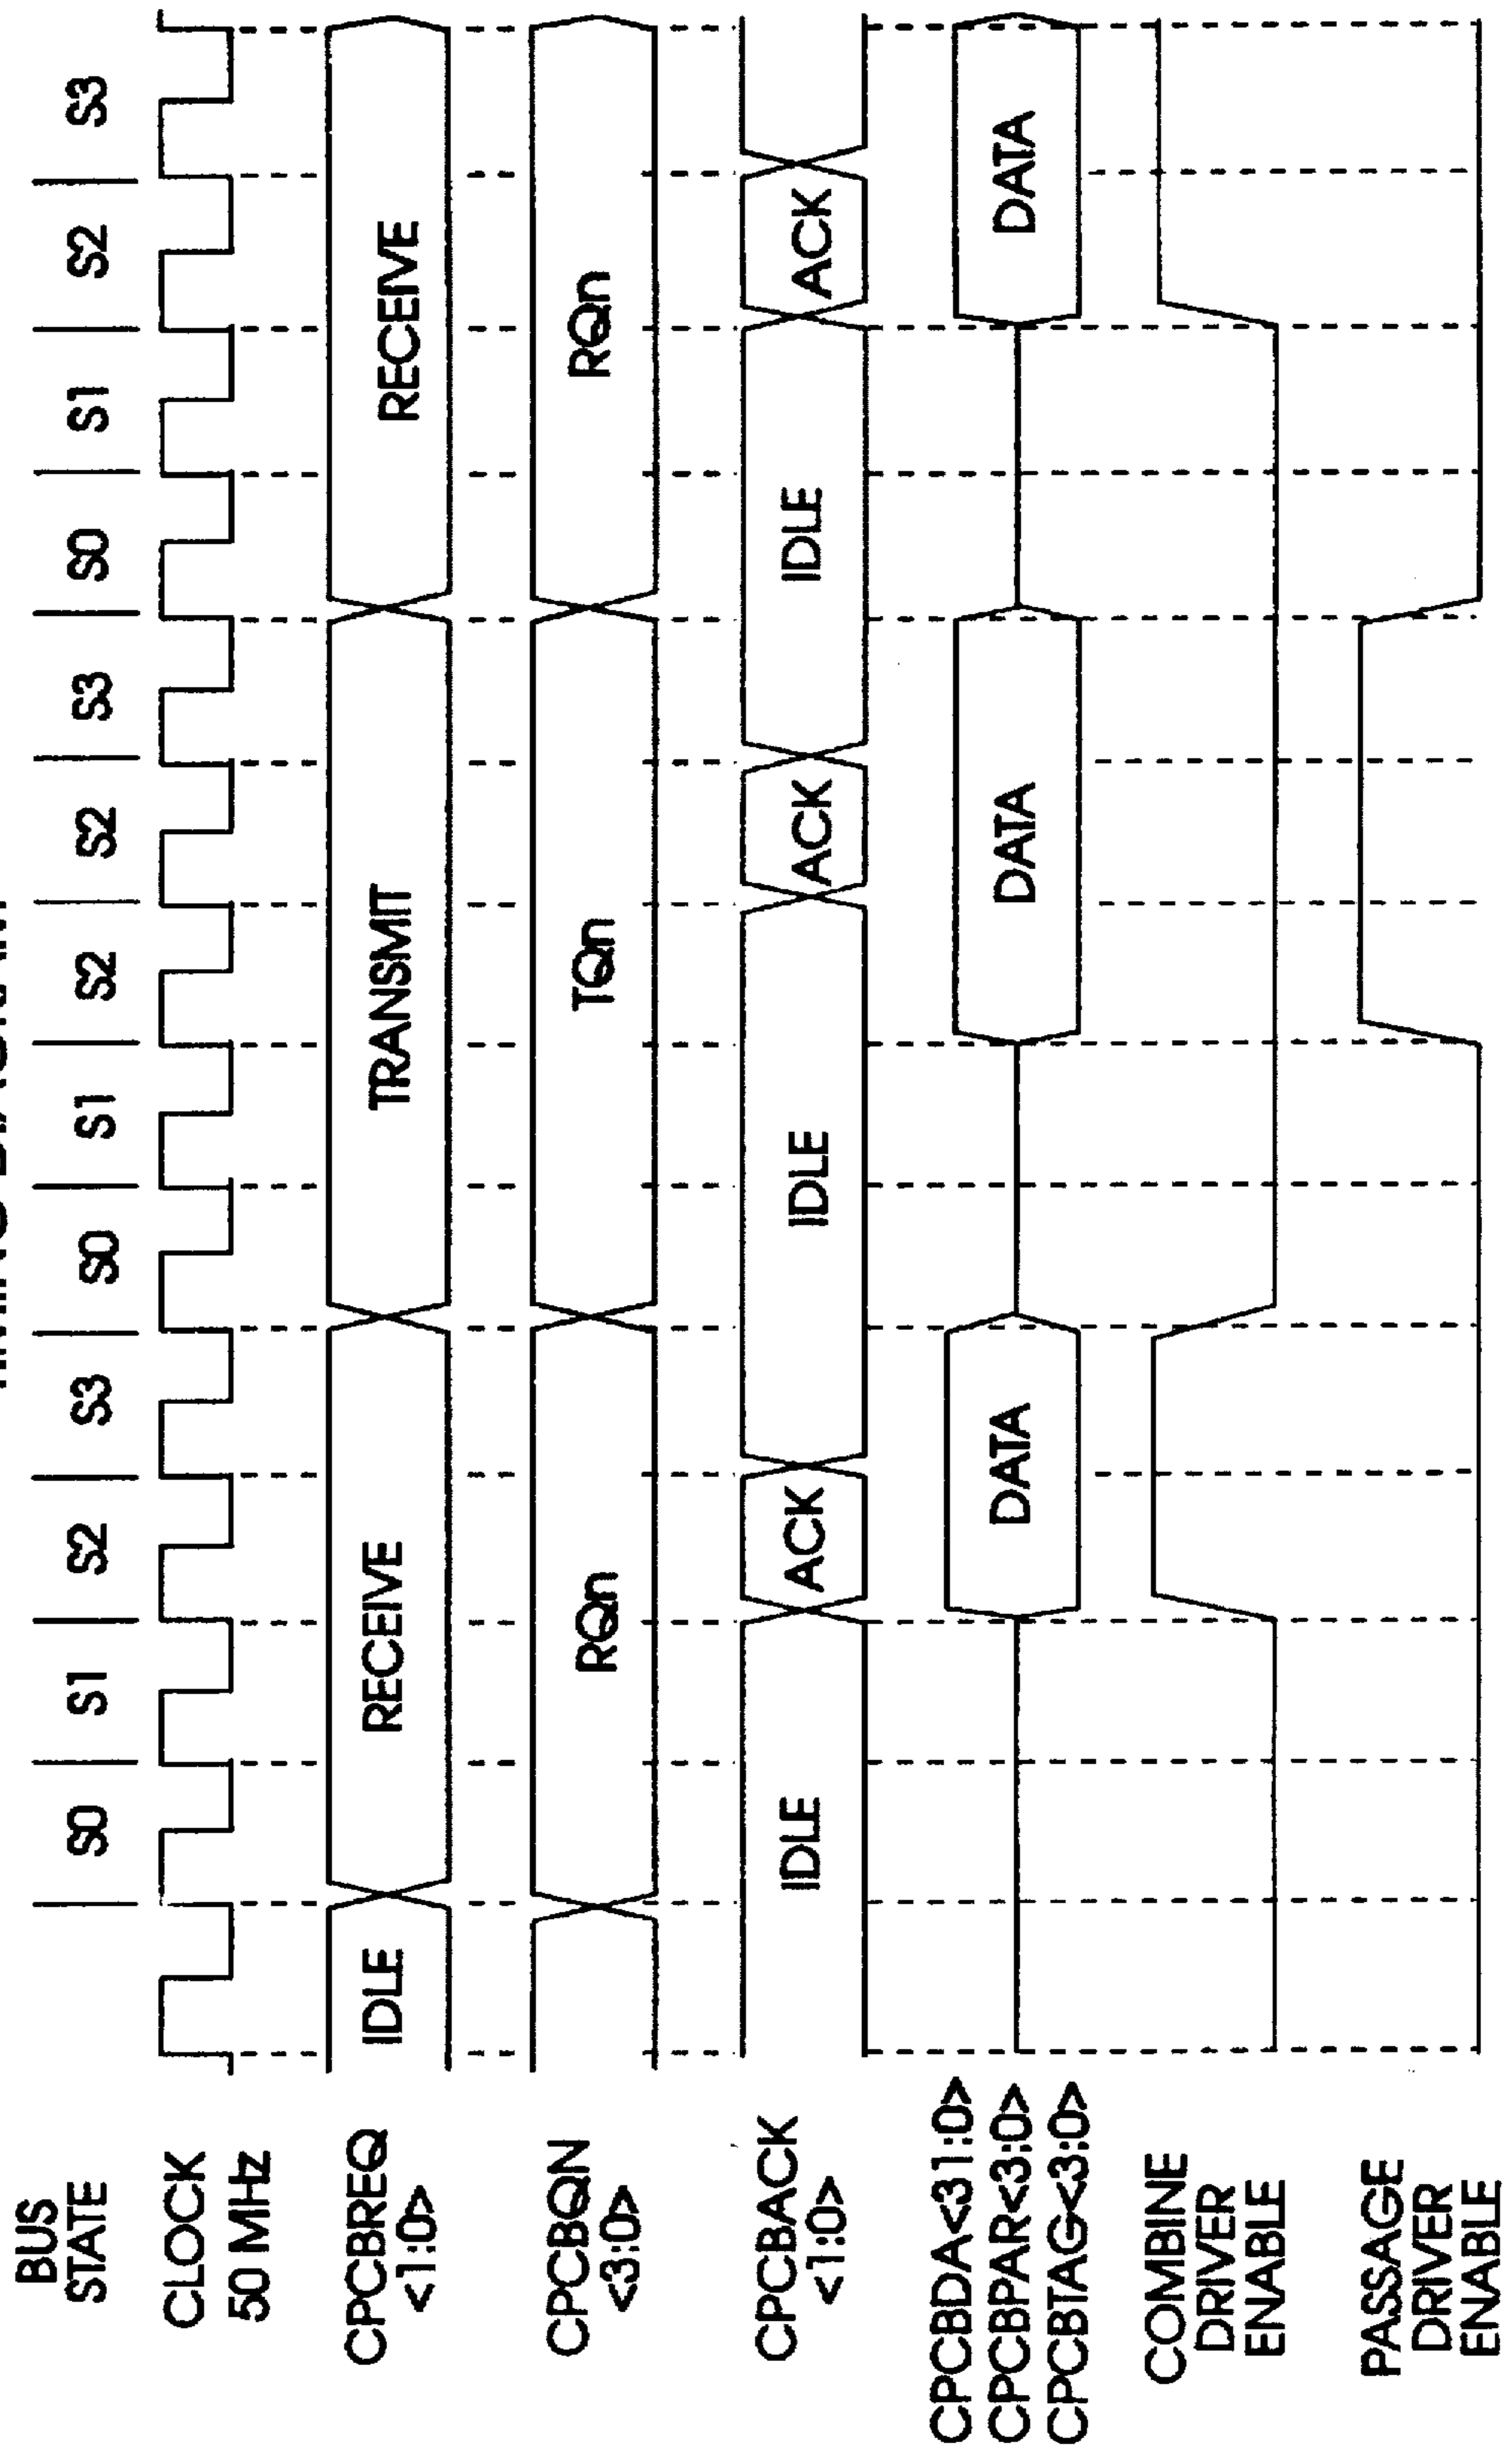 BUS
STATE
S0
S1
S2
S3
S0
S1
S2
S2
S3
S0
S1
S2
S3
CLOCK
50 MHz
CPCBREQ
<1:0>
IDLE
RECEIVE
TRANSMIT
RECEIVE
CPCBQN
<3:0>
RQn
TQn
RQn
CPCBACK
<1:0>
IDLE
ACK
IDLE
ACK
IDLE
ACK
CPCBDA<31:0>
CPCBPAR<3:0>
CPCBTAG<3:0>
DATA
DATA
DATA
COMBINE
DRIVER
ENABLE
PASSAGE
DRIVER
ENABLE